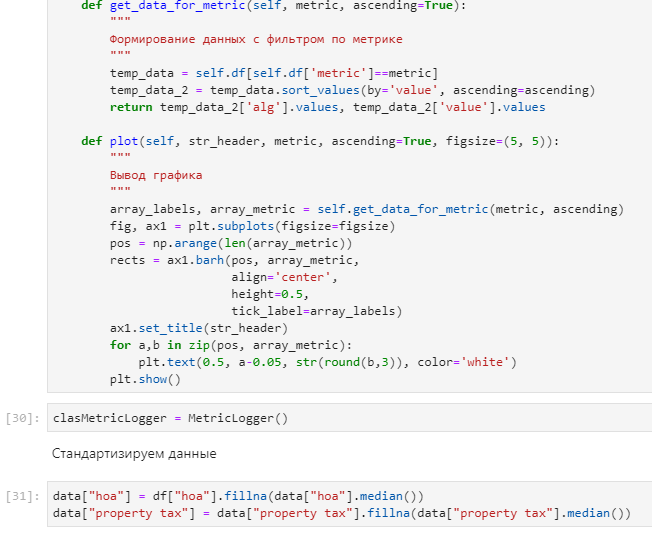 def get_data_for_metric(self, metric, ascending=True):
"""
Формирование данных с фильтром по метрике
"""
temp_data = self.df[self.df['metric']==metric]
temp_data_2 = temp_data.sort_values(by='value', ascending=ascending)
return temp_data_2['alg'].values, temp_data_2['value'].values
def plot(self, str_header, metric, ascending=True, figsize=(5, 5)):
"""
Вывод графика
"""
array_labels, array_metric = self.get_data_for_metric(metric, ascending)
fig, ax1 = plt.subplots(figsize=figsize)
pos = np.arange(len(array_metric))
rects = ax1.barh(pos, array_metric,
align='center',
height=0.5,
tick_label=array_labels)
ax1.set_title(str_header)
for a,b in zip(pos, array_metric):
plt.text(0.5, a-0.05, str(round(b,3)), color='white')
plt.show()
[30]: clasMetricLogger = MetricLogger()
Стандартизируем данные
[31]: data["hoa"] = df["hoa"].fillna(data["hoa"].median())
data["property tax"] = data["property tax"].fillna(data["property tax"].median())